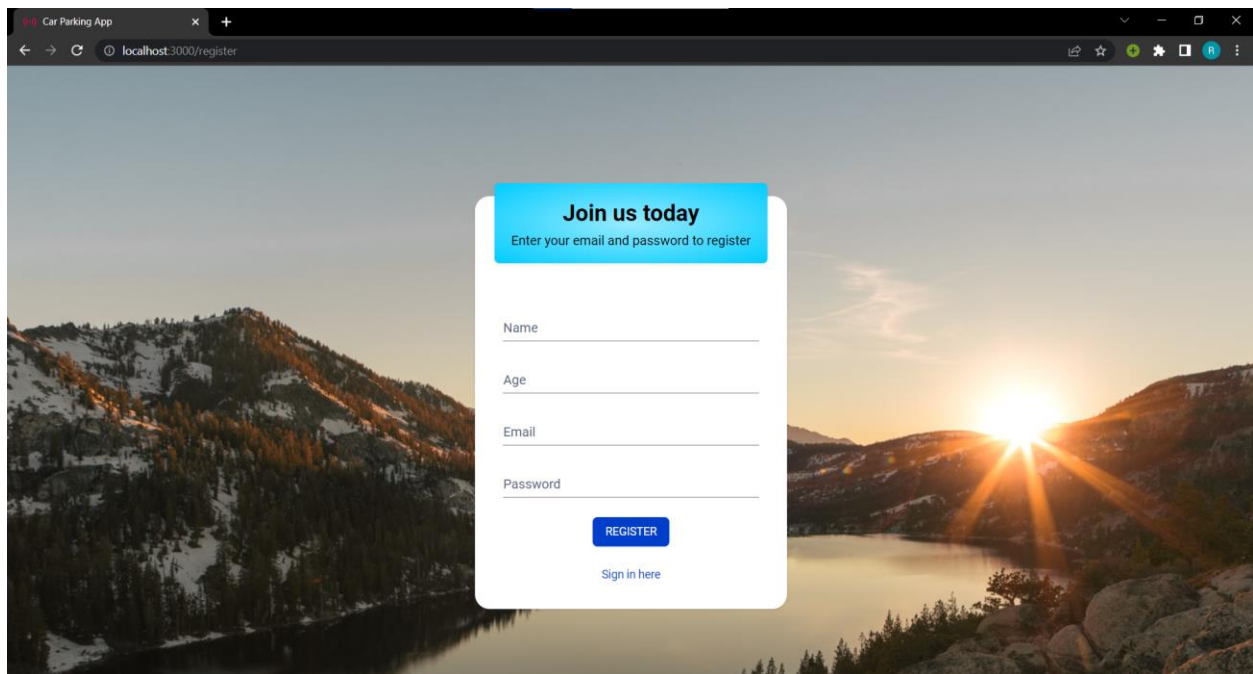 Car Parking App
localhost:3000/register
R
Join us today
Enter your email and password to register
Name
Age
Email
Password
REGISTER
Sign in here